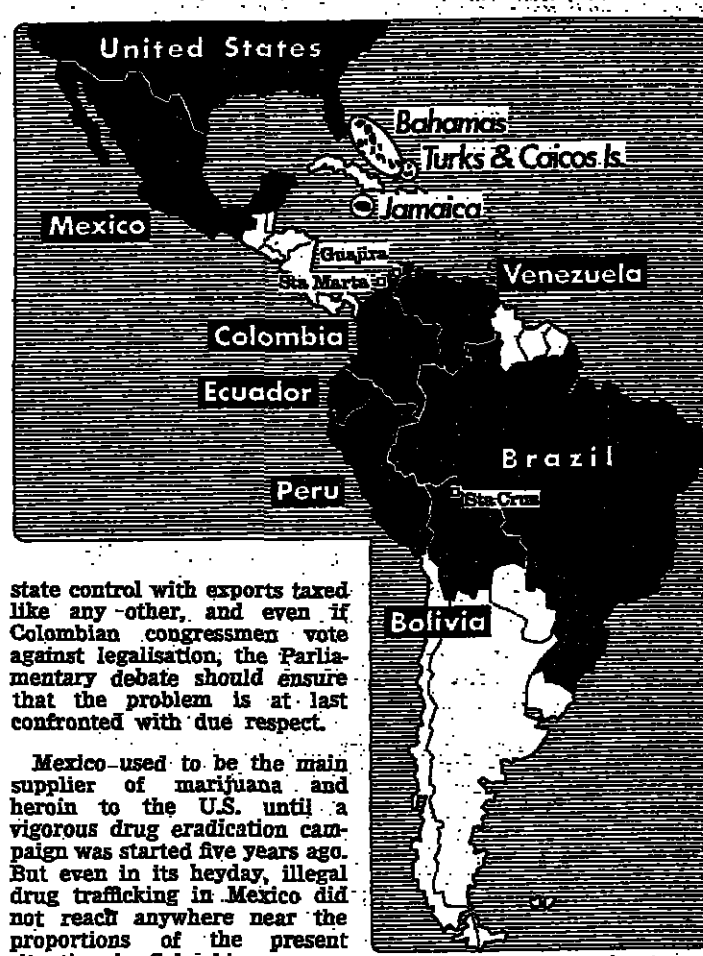 United States
Bahamas
Turks & Caicos Is.
Jamaica
Mexico
Guajira
Sta Marta
Venezuela
Colombia
Ecuador
Brazil
Peru
Sta Cruz
Bolivia
state control with exports taxed
like any other, and even if
Colombian congressmen vote
against legalisation, the Parlia-
mentary debate should ensure
that the problem is at last
confronted with due respect.
Mexico used to be the main
supplier of marijuana and
heroin to the U.S. until a
vigorous drug eradication cam-
paign was started five years ago.
But even in its heyday, illegal
drug trafficking in Mexico did
not reach anywhere near the
proportions of the present